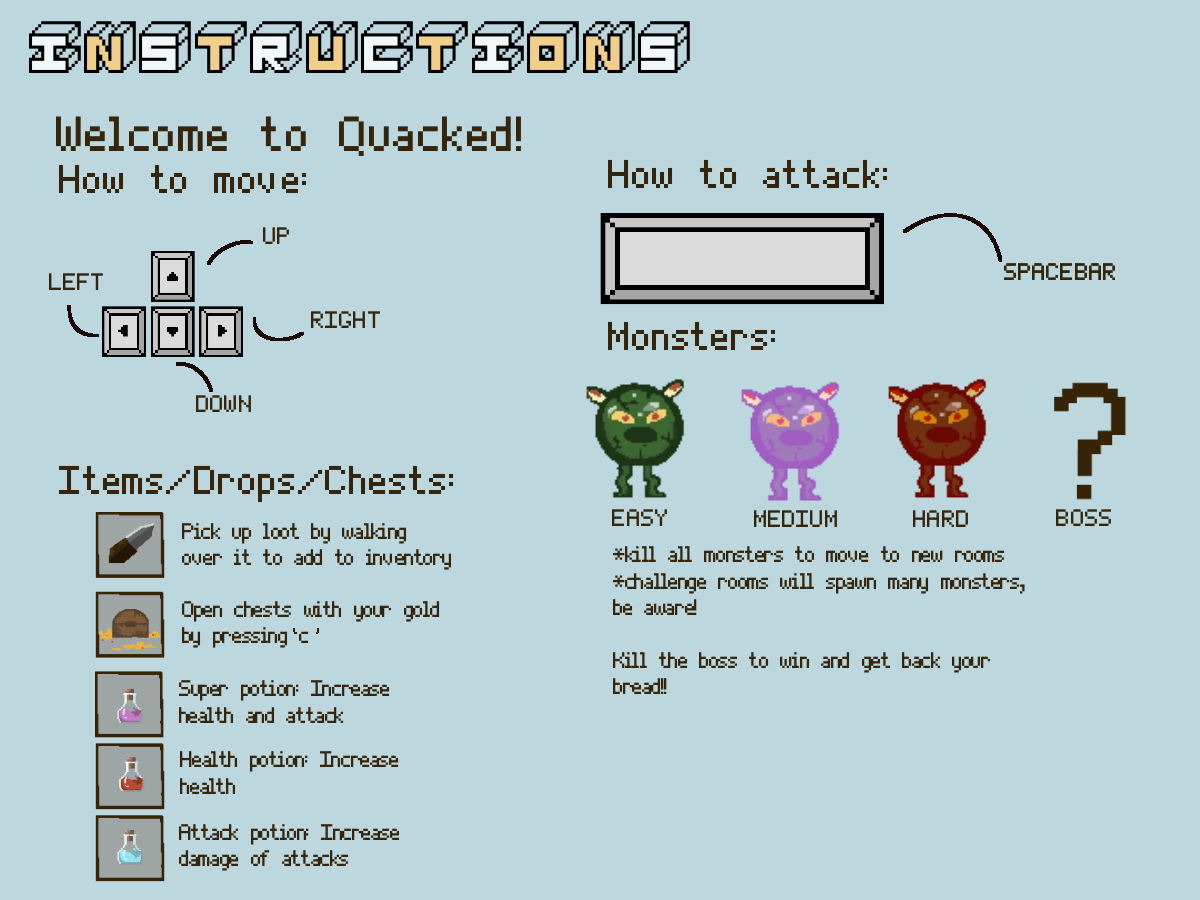 INSTRUCTIONS
Welcome to Quacked!
How to move:
UP
LEFT
RIGHT
DOWN
Items/Drops/Chests:
Pick up loot by walking
over it to add to inventory
Open chests with your gold
by pressing 'c'
Super potion: Increase
health and attack
Health potion: Increase
health
Attack potion: Increase
damage of attacks
How to attack:
SPACEBAR
Monsters:
EASY
MEDIUM
HARD
?
BOSS
*kill all monsters to move to new rooms
*challenge rooms will spawn many monsters,
be aware!
Kill the boss to win and get back your
bread!!